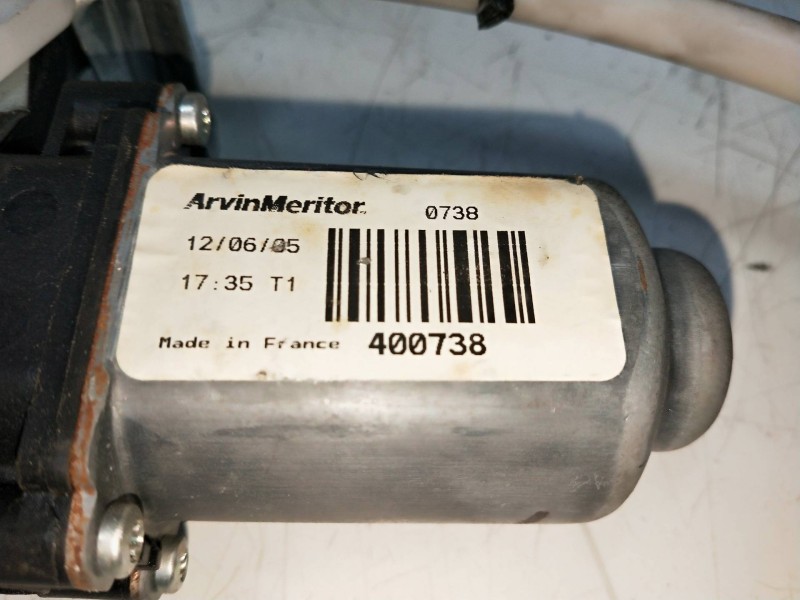 ArvinMeritor 0738
12/06/05
17:35 T1
Made in France 400738